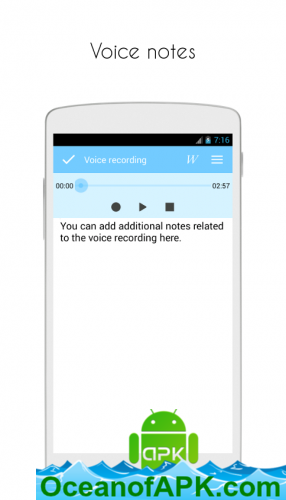 Voice notes
7:16
Voice recording
W
00:00
02:57
You can add additional notes related
to the voice recording here.
APK
OceanofAPK.com